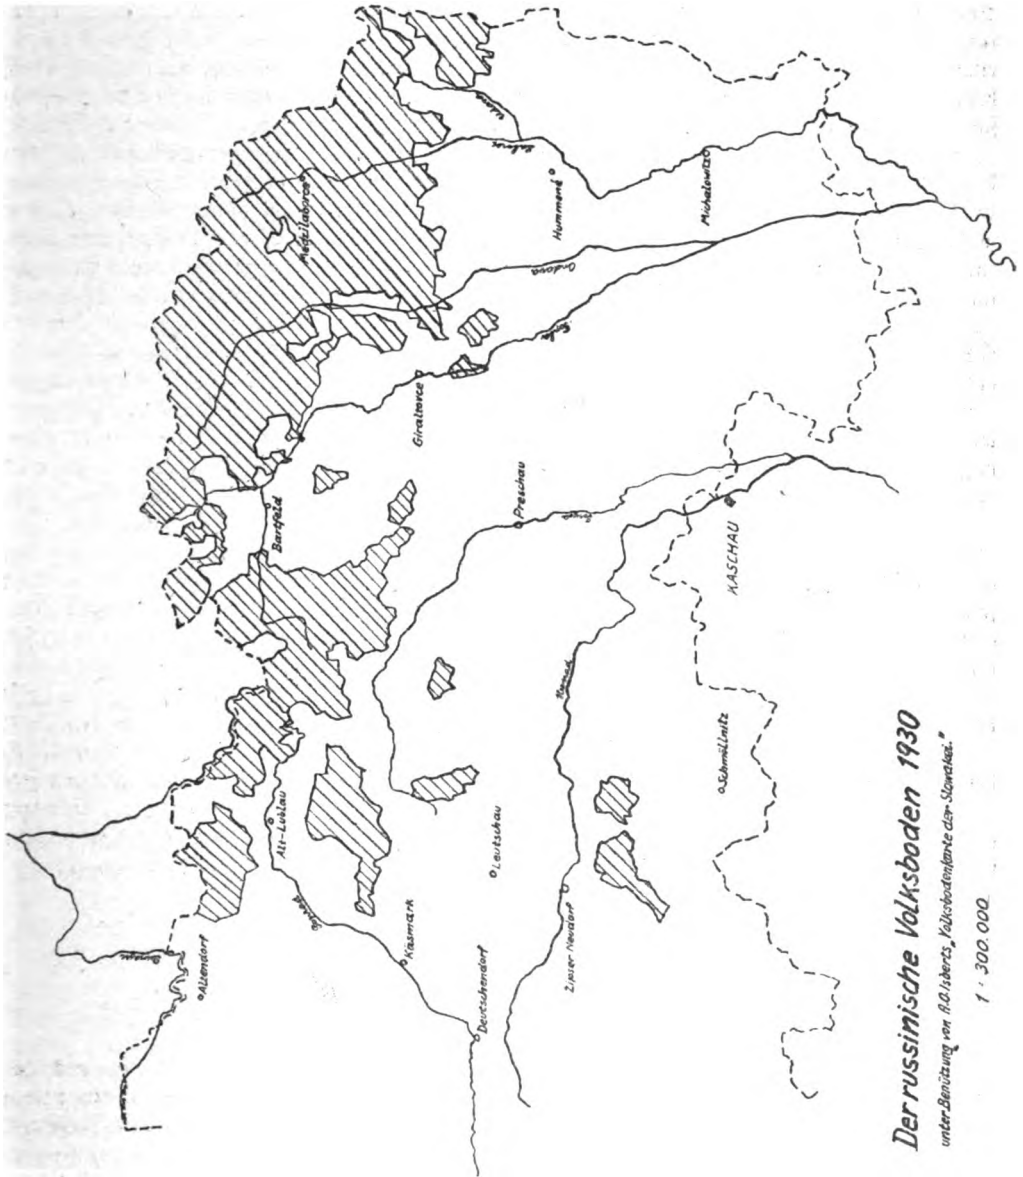 Der russinische Volksboden 1930
unter Benützung von A.O. Isberts „Volksbodenkarte der Slowakei."
1 : 300.000
Altendorf
Alt-Lublau
Käsmark
Deutschendorf
Leutschau
Zipser Neudorf
Schmöllnitz
Hernad
KASCHAU
Preschau
Bartfeld
Giraltovce
Ondava
Medzilaborce
Hummené
Michalowitze